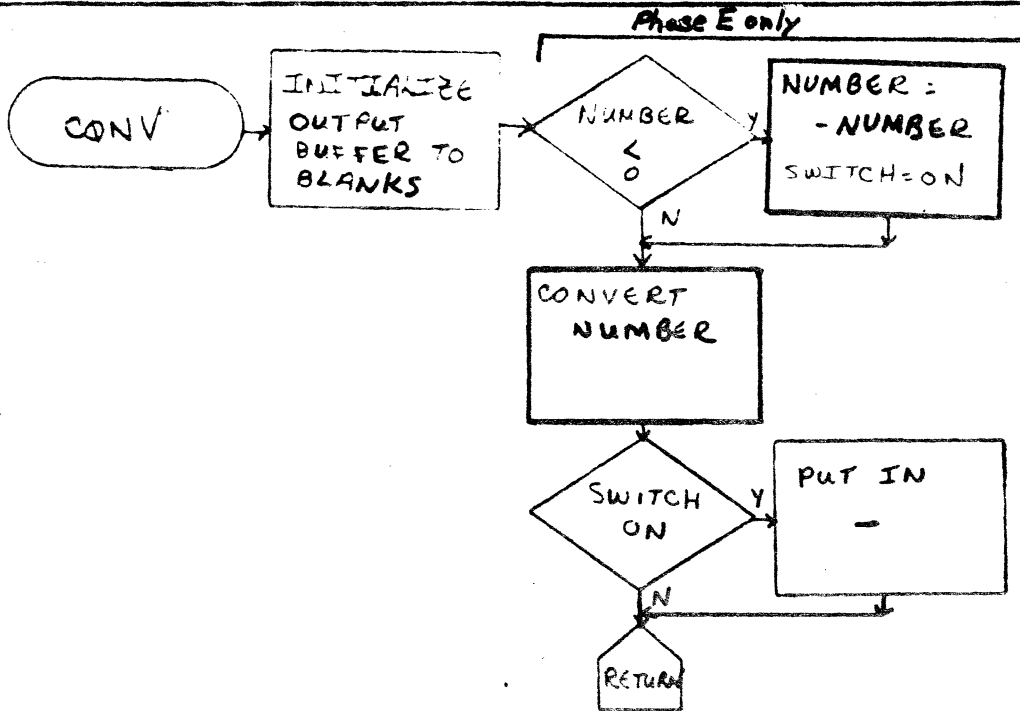 Phase E only
CONV
INITIALIZE
OUTPUT
BUFFER TO
BLANKS
NUMBER
<
0
Y
NUMBER =
- NUMBER
SWITCH=ON
N
CONVERT
NUMBER
SWITCH
ON
Y
PUT IN
-
N
RETURN